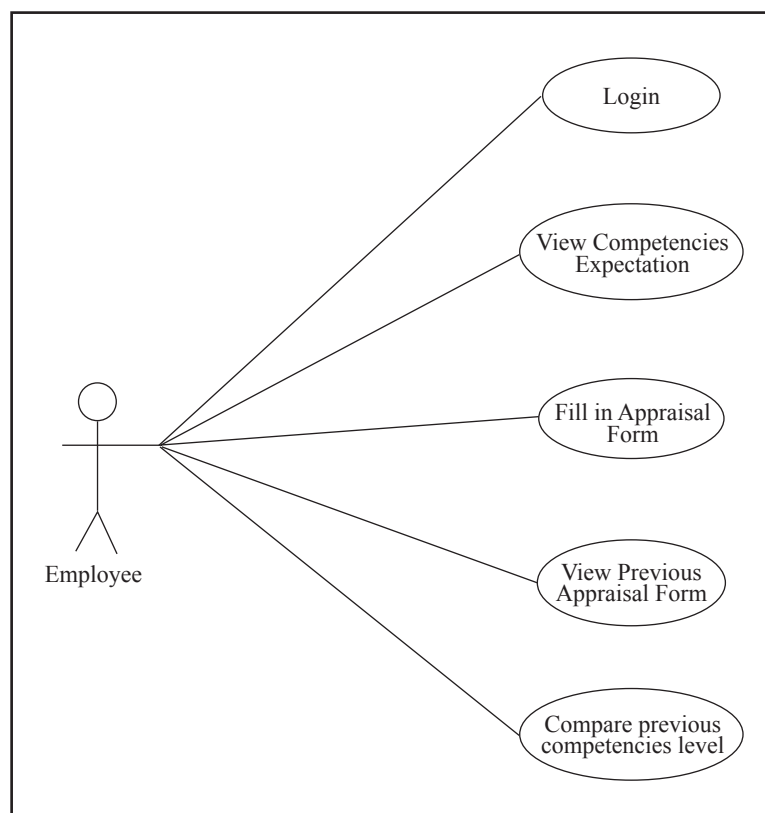 Login
View Competencies
Expectation
Fill in Appraisal
Form
Employee
View Previous
Appraisal Form
Compare previous
competencies level